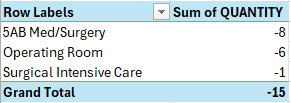 Row Labels Sum of QUANTITY
5AB Med/Surgery -8
Operating Room -6
Surgical Intensive Care -1
Grand Total -15